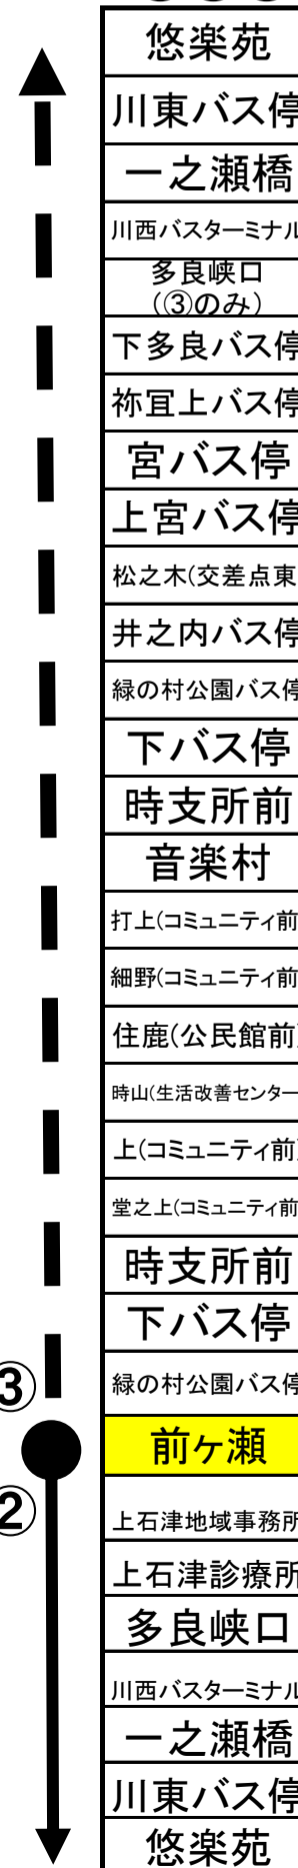 悠楽苑
川東バス停
一之瀬橋
川西バスターミナル
多良峡口
(③のみ)
下多良バス停
祢宜上バス停
宮バス停
上宮バス停
松之木(交差点東
井之内バス停
緑の村公園バス停
下バス停
時支所前
音楽村
打上(コミュニティ前
細野(コミュニティ前
住鹿(公民館前)
時山(生活改善センター
上(コミュニティ前)
堂之上(コミュニティ前
時支所前
下バス停
③
緑の村公園バス停
前ヶ瀬
②
上石津地域事務所
上石津診療所
多良峡口
川西バスターミナル
一之瀬橋
川東バス停
悠楽苑